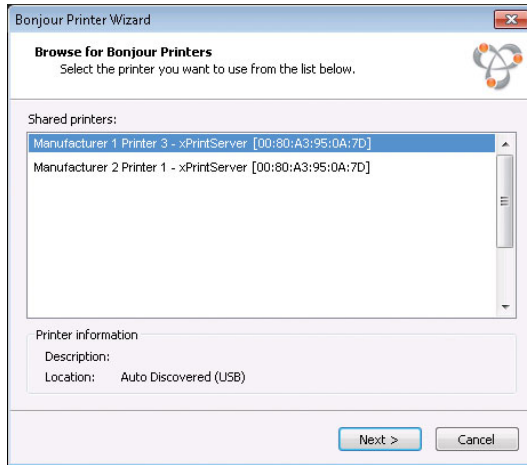 Bonjour Printer Wizard
Browse for Bonjour Printers
Select the printer you want to use from the list below.
Shared printers:
Manufacturer 1 Printer 3 - xPrintServer [00:80:A3:95:0A:7D]
Manufacturer 2 Printer 1 - xPrintServer [00:80:A3:95:0A:7D]
Printer information
Description:
Location: Auto Discovered (USB)
Next >
Cancel